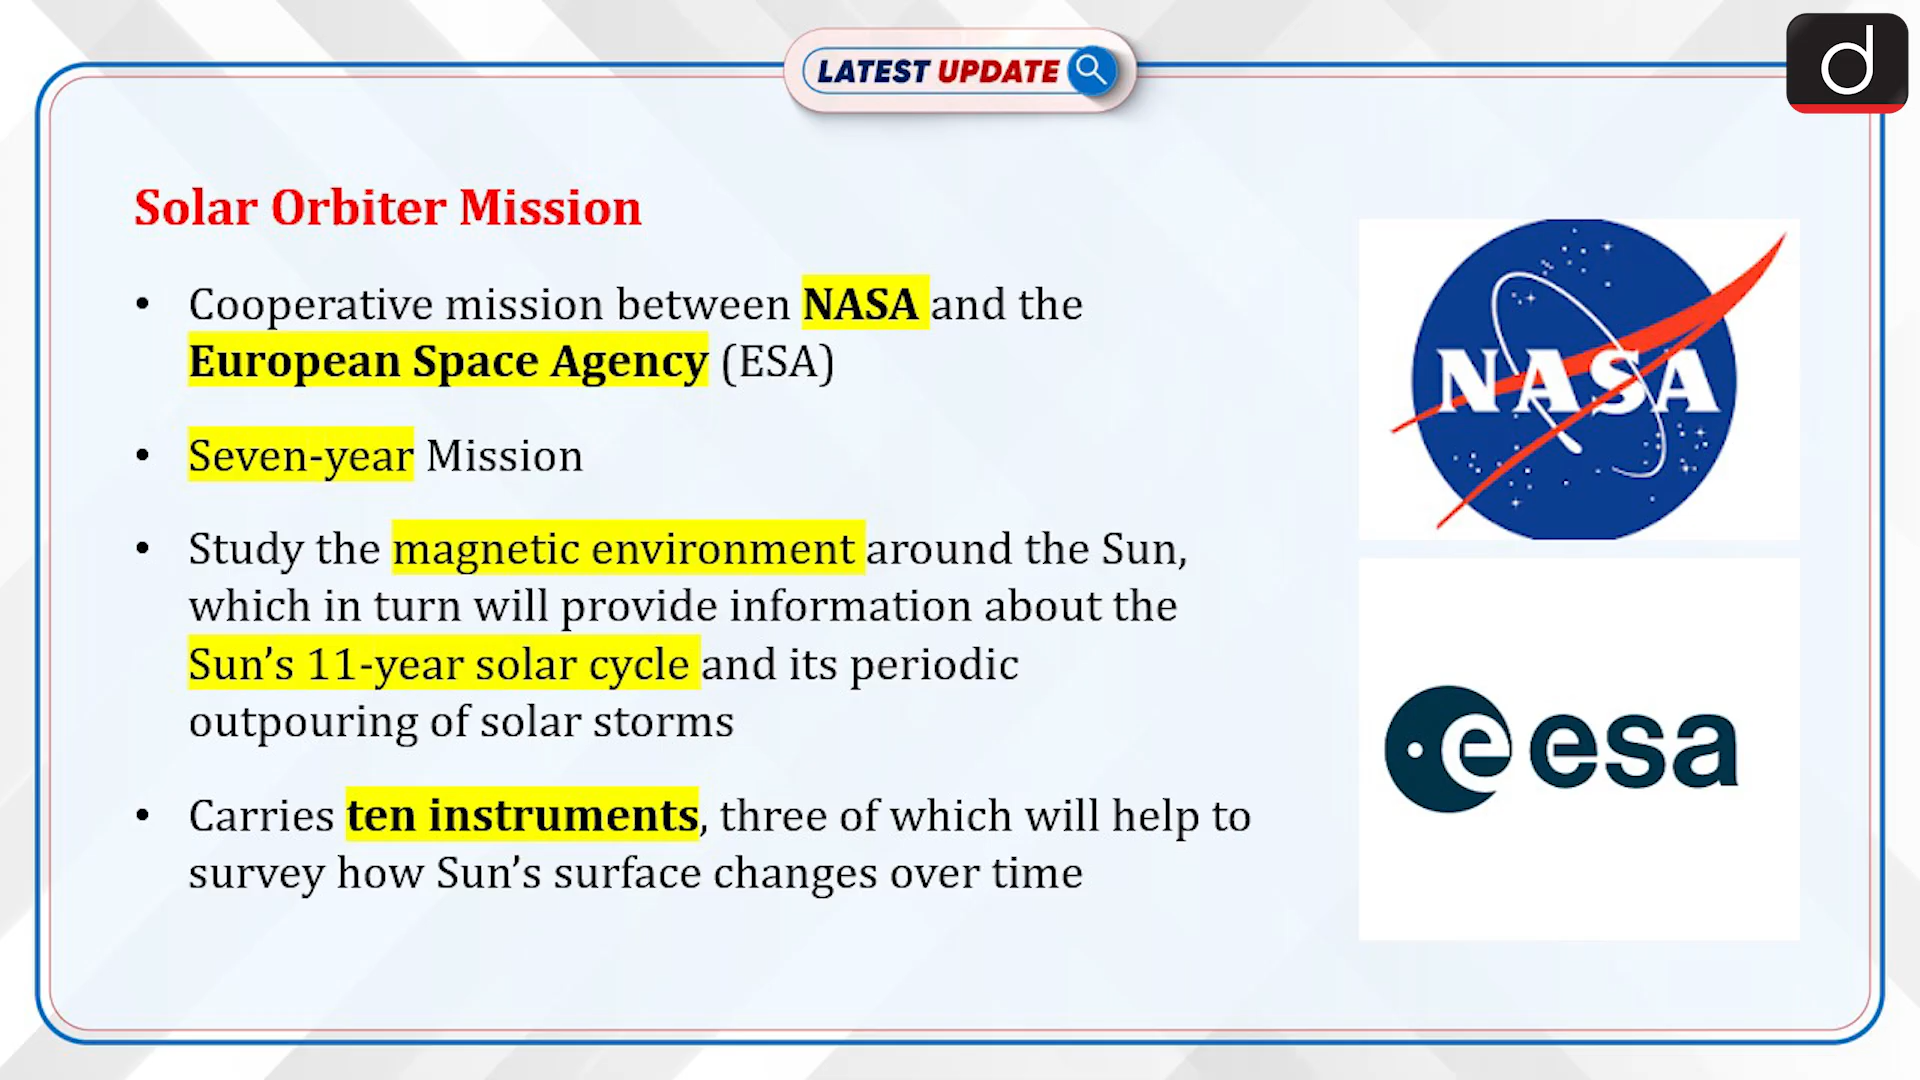 LATEST UPDATE
d
Solar Orbiter Mission
• Cooperative mission between NASA and the
European Space Agency (ESA)
• Seven-year Mission
• Study the magnetic environment around the Sun,
which in turn will provide information about the
Sun’s 11-year solar cycle and its periodic
outpouring of solar storms
• Carries ten instruments, three of which will help to
survey how Sun’s surface changes over time
NASA
e esa